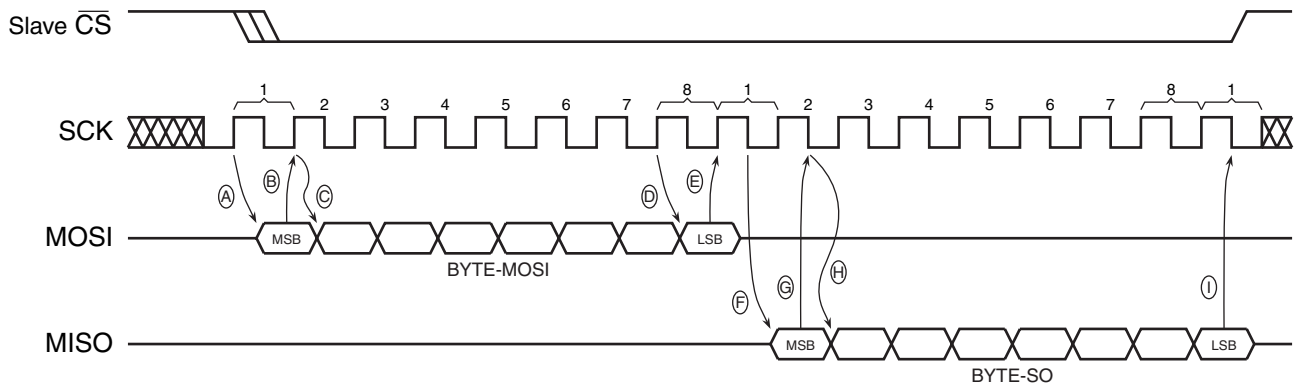 Slave CS
1 2 3 4 5 6 7 8 1 2 3 4 5 6 7 8 1
SCK
A B C D E
MOSI MSB LSB
BYTE-MOSI
F G H I
MISO MSB LSB
BYTE-SO